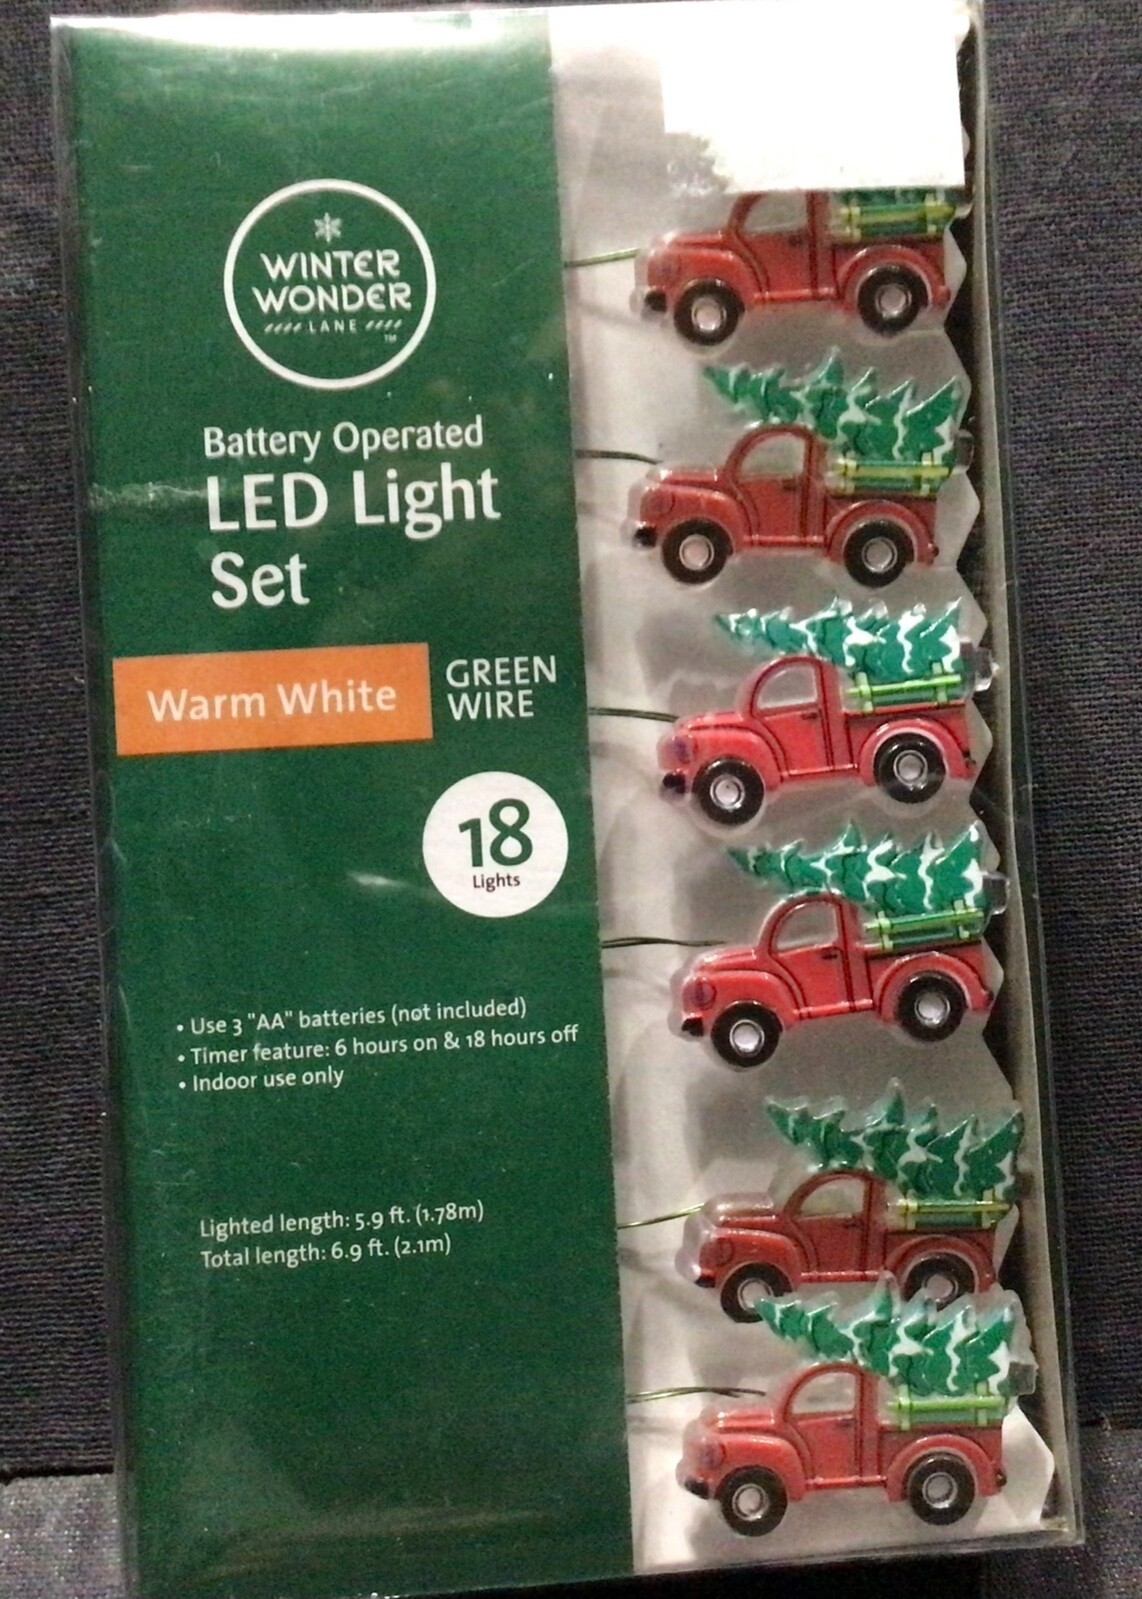 WINTER
WONDER
LANE
TM
Battery Operated
LED Light
Set
Warm White
GREEN
WIRE
18
Lights
• Use 3 "AA" batteries (not included)
• Timer feature: 6 hours on & 18 hours off
• Indoor use only
Lighted length: 5.9 ft. (1.78m)
Total length: 6.9 ft. (2.1m)